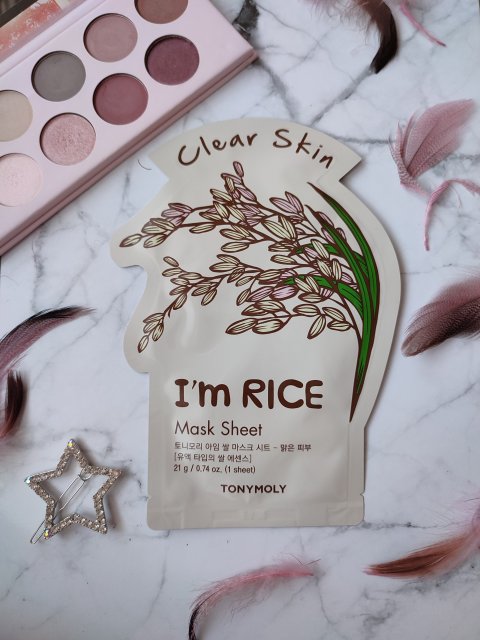 Clear Skin
I'm RICE
Mask Sheet
토니모리 아임 쌀 마스크 시트 - 맑은 피부
[유액 타입의 쌀 에센스]
21 g / 0.74 oz. (1 sheet)
TONYMOLY